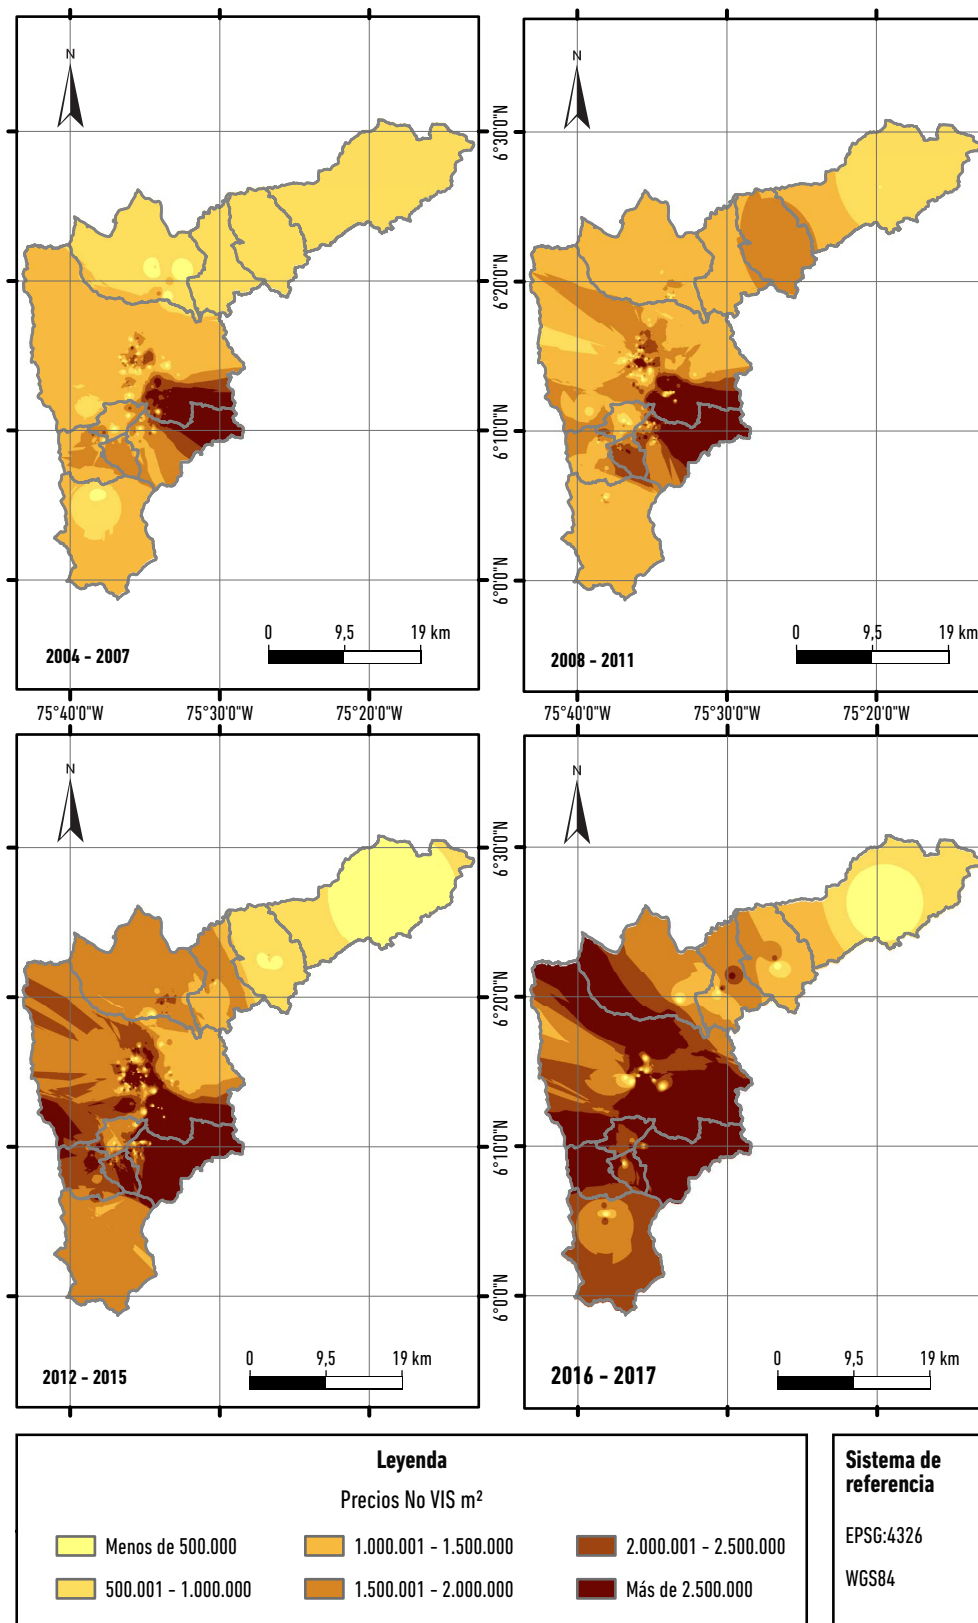 N
N
6°30'0"N
6°20'0"N
6°10'0"N
6°0'0"N
0 9,5 19 km
2004 - 2007
0 9,5 19 km
2008 - 2011
75°40'0"W 75°30'0"W 75°20'0"W
75°40'0"W 75°30'0"W 75°20'0"W
N
N
6°30'0"N
6°20'0"N
6°10'0"N
6°0'0"N
0 9,5 19 km
2012 - 2015
0 9,5 19 km
2016 - 2017
Leyenda
Precios No VIS m²
Menos de 500.000
1.000.001 - 1.500.000
2.000.001 - 2.500.000
500.001 - 1.000.000
1.500.001 - 2.000.000
Más de 2.500.000
Sistema de
referencia
EPSG:4326
WGS84